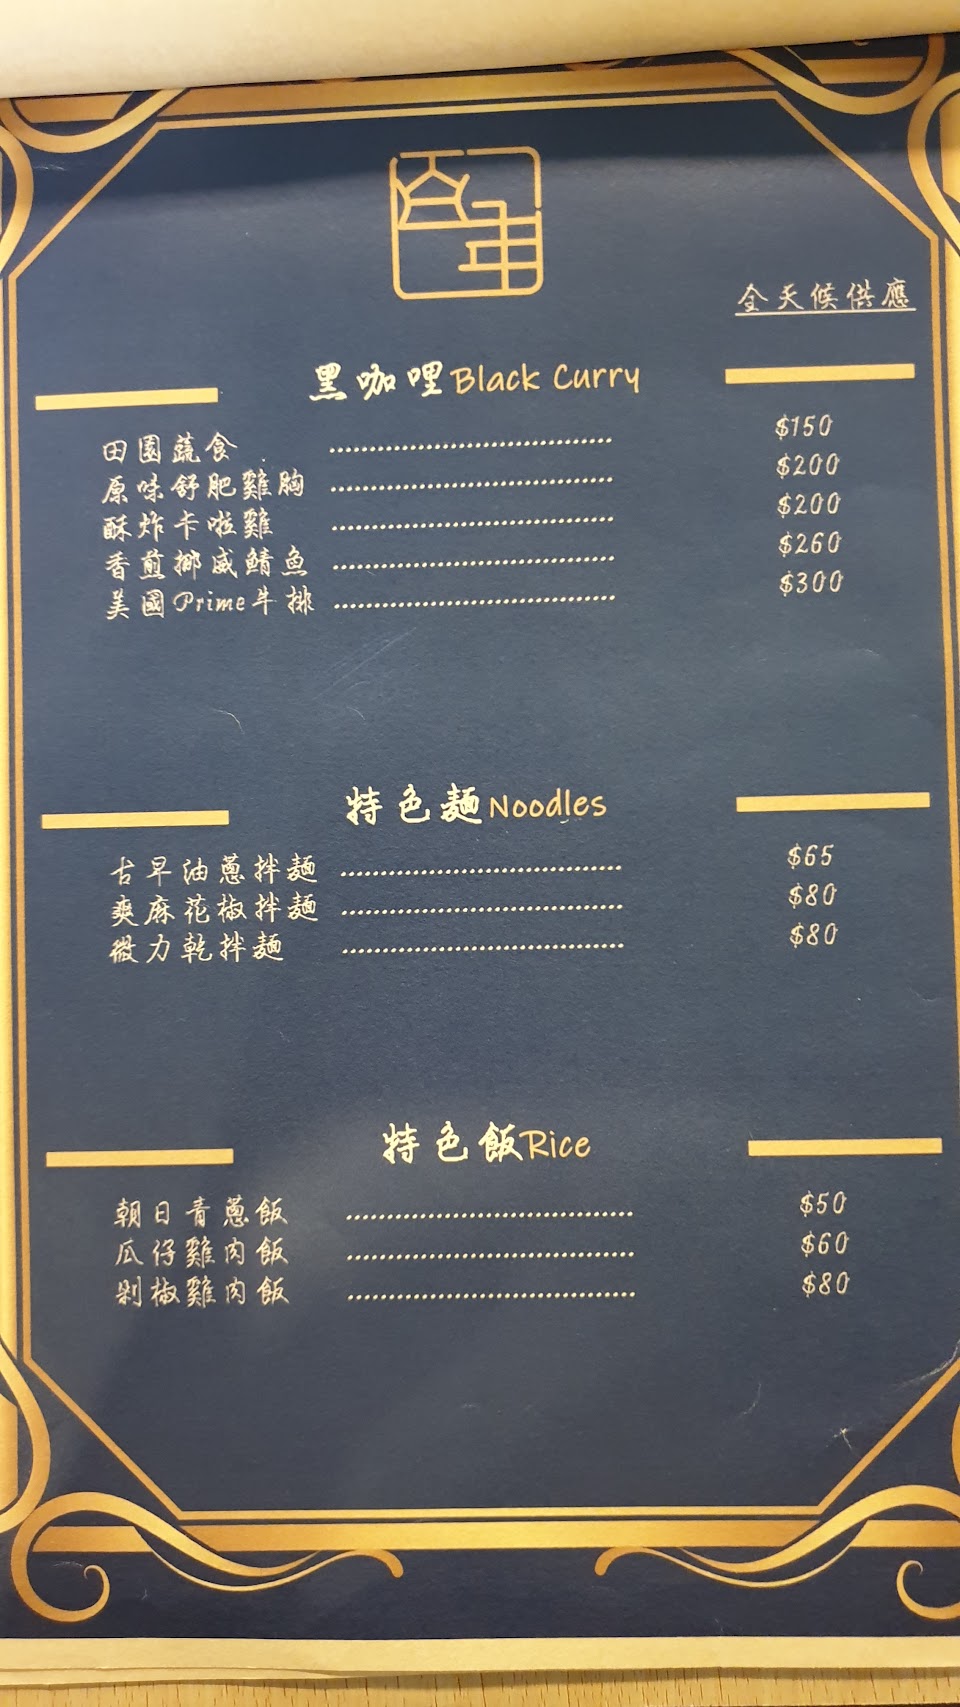 全天候供應
黑咖哩Black Curry
田園蔬食 .................................... $150
原味舒肥雞胸 .................................... $200
酥炸卡啦雞 .................................... $200
香煎挪威鯖魚 .................................... $260
美國Prime牛排 .................................... $300
特色麵Noodles
古早油蔥拌麵 .................................... $65
爽麻花椒拌麵 .................................... $80
微力乾拌麵 .................................... $80
特色飯Rice
朝日青蔥飯 .................................... $50
瓜仔雞肉飯 .................................... $60
剁椒雞肉飯 .................................... $80